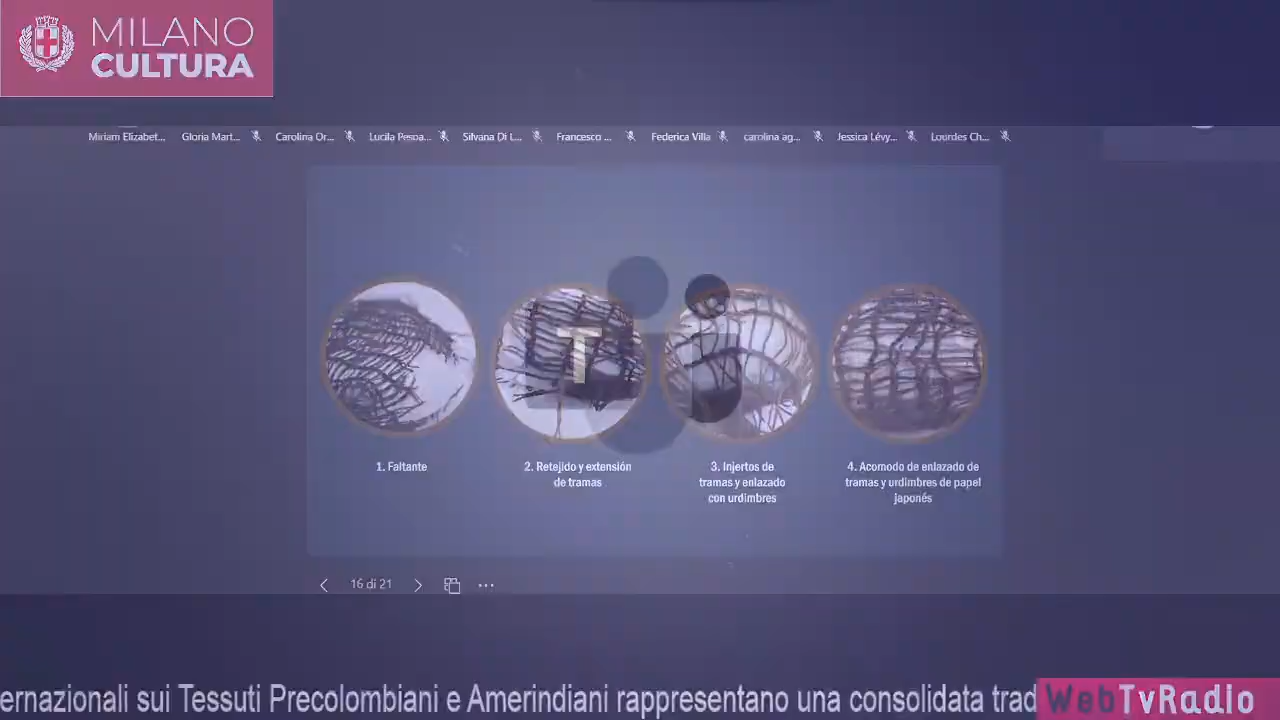 MILANO
CULTURA
Miriam Elizabet... Gloria Mart... Carolina Or... Lucila Pesoa... Silvana Di L... Francesco ... Federica Villa carolina ag... Jessica Lévy... Lourdes Ch...
T
1. Faltante
2. Retejido y extensión
de tramas
3. Injertos de
tramas y enlazado
con urdimbres
4. Acomodo de enlazado de
tramas y urdimbres de papel
japonés
16 di 21
ernazionali sui Tessuti Precolombiani e Amerindiani rappresentano una consolidata trad
WebTvRadio